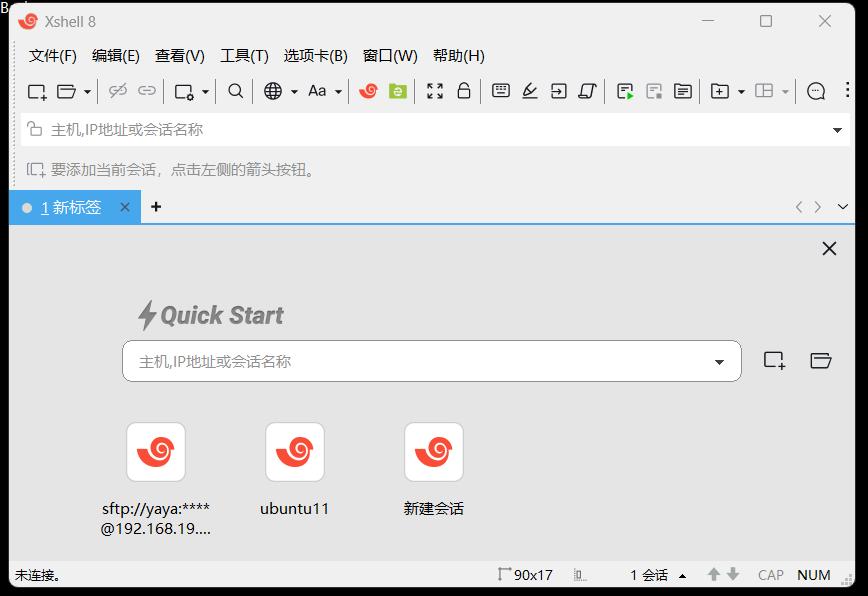 Xshell 8
文件(F) 编辑(E) 查看(V) 工具(T) 选项卡(B) 窗口(W) 帮助(H)
Aa
主机,IP地址或会话名称
要添加当前会话，点击左侧的箭头按钮。
1 新标签
Quick Start
主机,IP地址或会话名称
sftp://yaya:****
@192.168.19....
ubuntu11
新建会话
未连接。 90x17 1 会话 CAP NUM